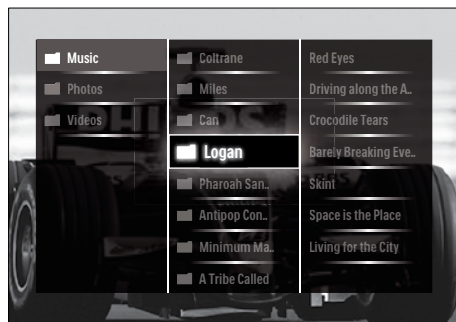 Music
Photos
Videos
Coltrane
Miles
Can
Logan
Pharoah San..
Antipop Con..
Minimum Ma..
A Tribe Called
Red Eyes
Driving along the A..
Crocodile Tears
Barely Breaking Eve..
Skint
Space is the Place
Living for the City